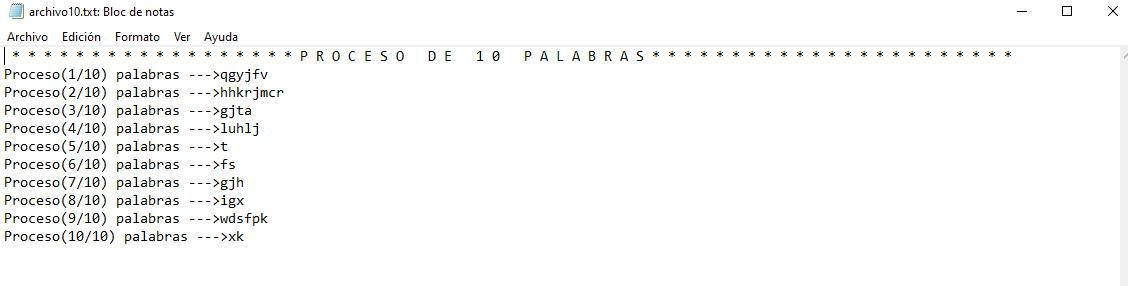 archivo10.txt: Bloc de notas
Archivo Edición Formato Ver Ayuda
* * * * * * * * * * * * * * * * * * P R O C E S O   D E   1 0   P A L A B R A S * * * * * * * * * * * * * * * * * * * * * * *
Proceso(1/10) palabras --->qgyjfv
Proceso(2/10) palabras --->hhkrjmcr
Proceso(3/10) palabras --->gjta
Proceso(4/10) palabras --->luhlj
Proceso(5/10) palabras --->t
Proceso(6/10) palabras --->fs
Proceso(7/10) palabras --->gjh
Proceso(8/10) palabras --->igx
Proceso(9/10) palabras --->wdsfpk
Proceso(10/10) palabras --->xk